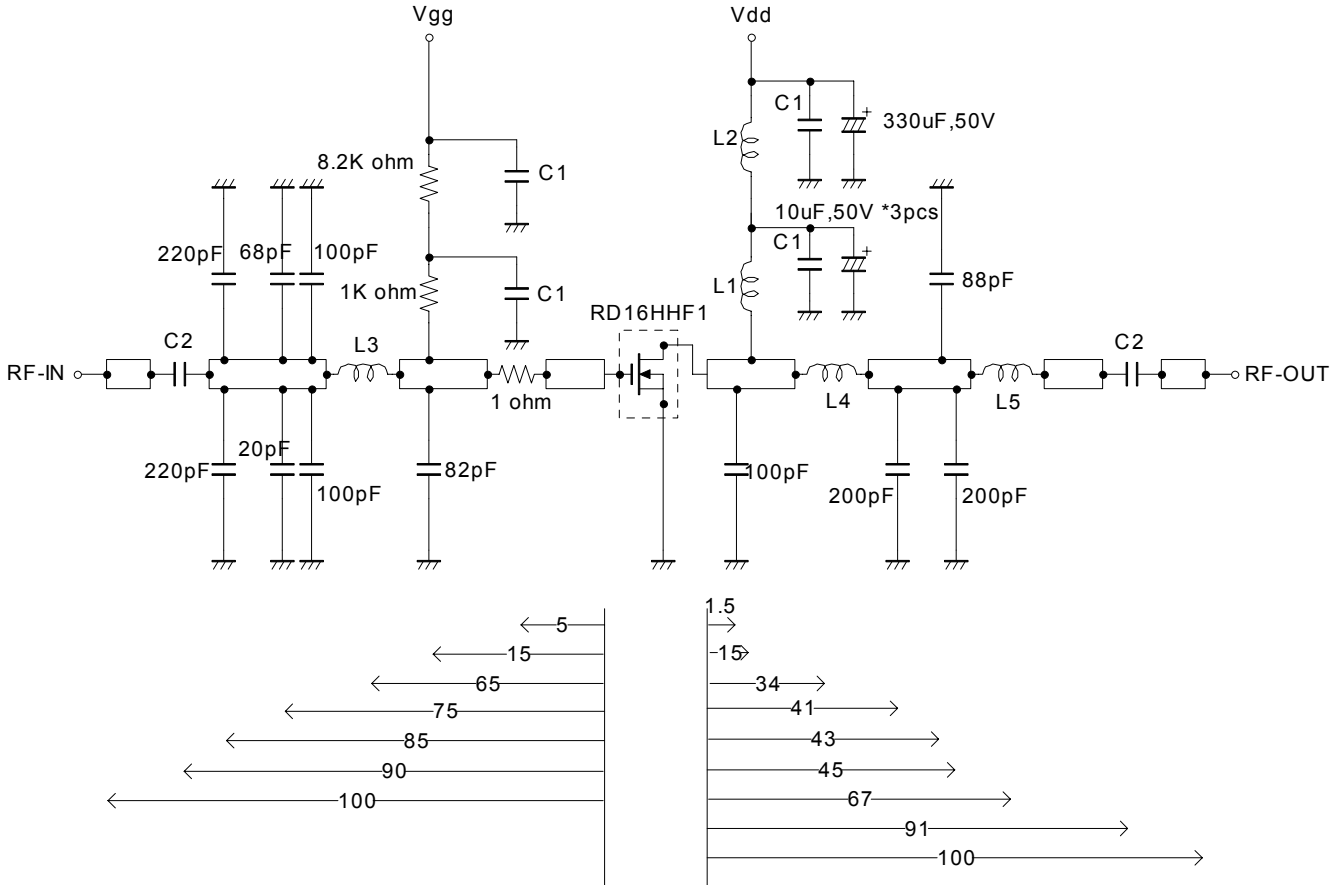 Vgg
Vdd
C1
+
330uF,50V
L2
8.2K ohm
C1
10uF,50V *3pcs
C1
+
220pF
68pF
100pF
1K ohm
C1
L1
88pF
RD16HHF1
C2
L3
C2
RF-IN
RF-OUT
1 ohm
L4
L5
220pF
20pF
100pF
82pF
100pF
200pF
200pF
1.5
5
15
15
65
34
75
41
85
43
90
45
100
67
91
100